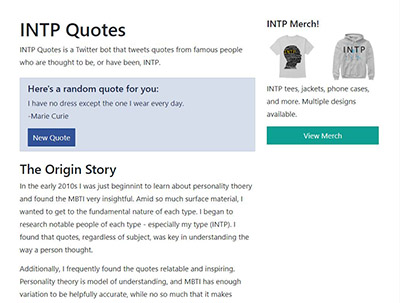 INTP Quotes
INTP Quotes is a Twitter bot that tweets quotes from famous people
who are thought to be, or have been, INTP.
Here's a random quote for you:
I have no dress except the one I wear every day.
-Marie Curie
New Quote
The Origin Story
In the early 2010s I was just beginnint to learn about personality thoery
and found the MBTI very insightful. Amid so much surface material, I
wanted to get to the fundamental nature of each type. I began to
research notable people of each type - especially my type (INTP). I
found that quotes, regardless of subject, was key in understanding the
way a person thought.
Additionally, I frequently found the quotes relatable and inspiring.
Personality theory is model of understanding, and MBTI has enough
variation to be helpfully accurate, while no so much that it makes
INTP Merch!
INTP
INTP tees, jackets, phone cases,
and more. Multiple designs
available.
View Merch